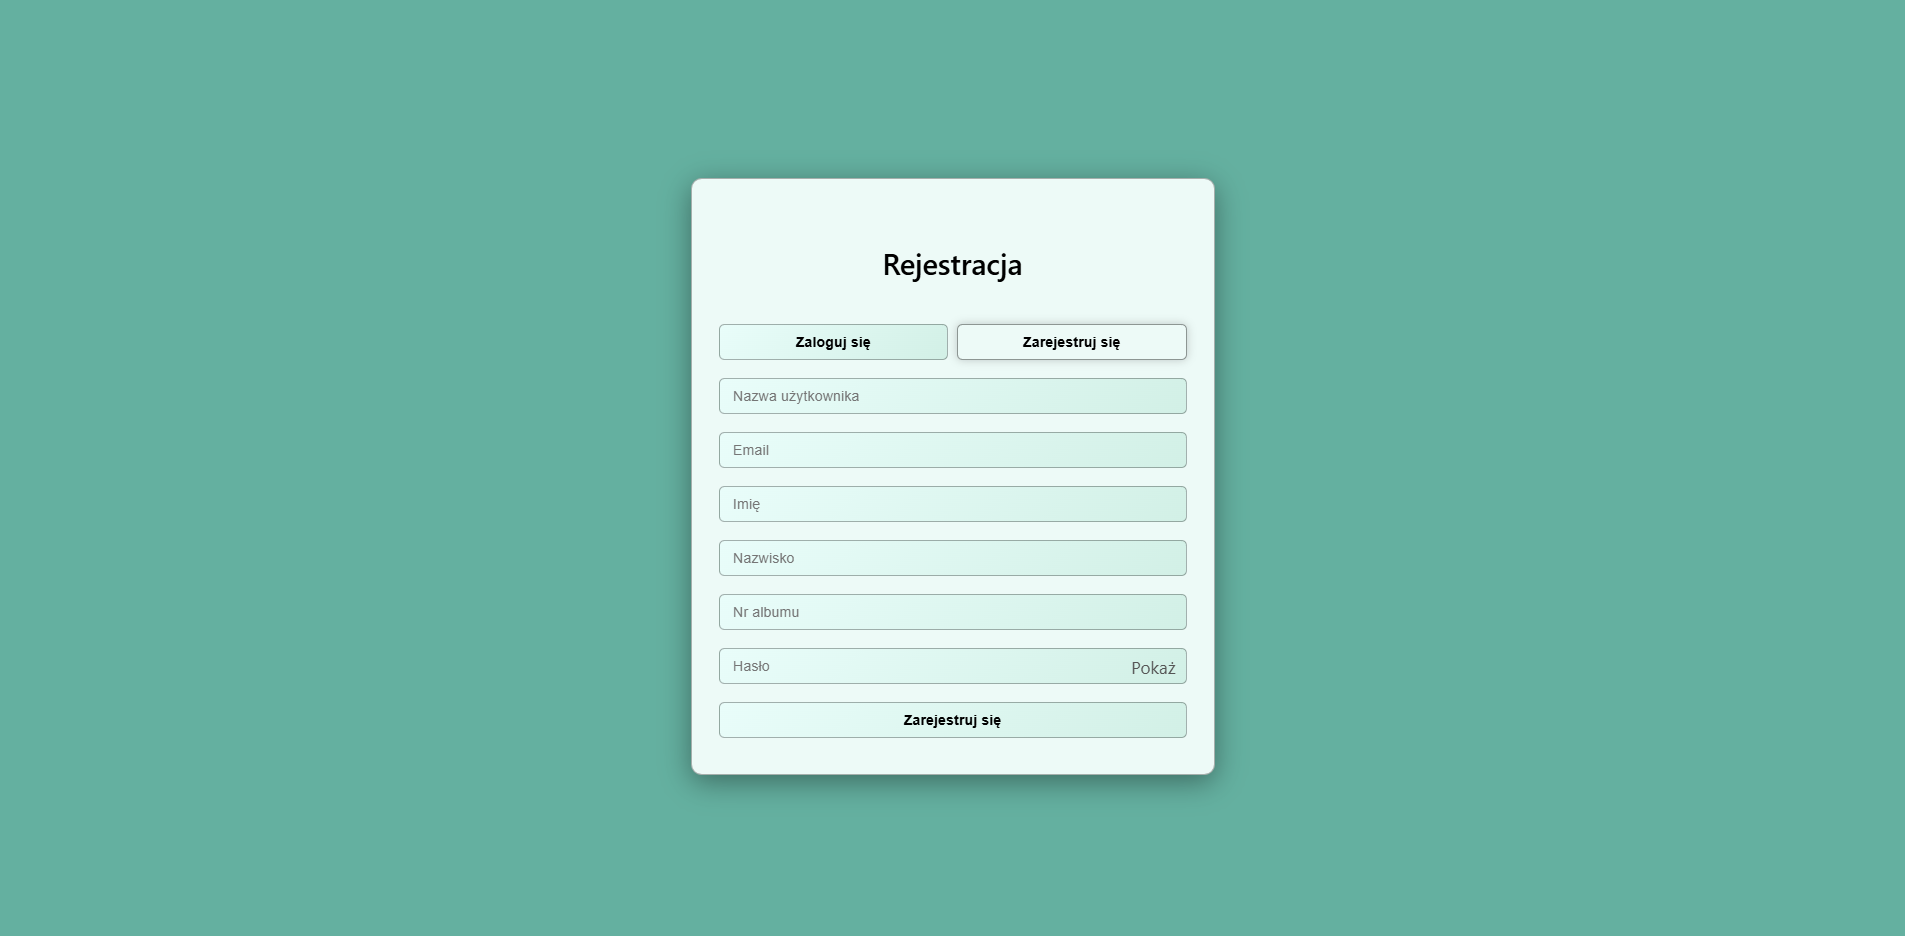 Rejestracja
Zaloguj się
Zarejestruj się
Nazwa użytkownika
Email
Imię
Nazwisko
Nr albumu
Hasło
Pokaż
Zarejestruj się